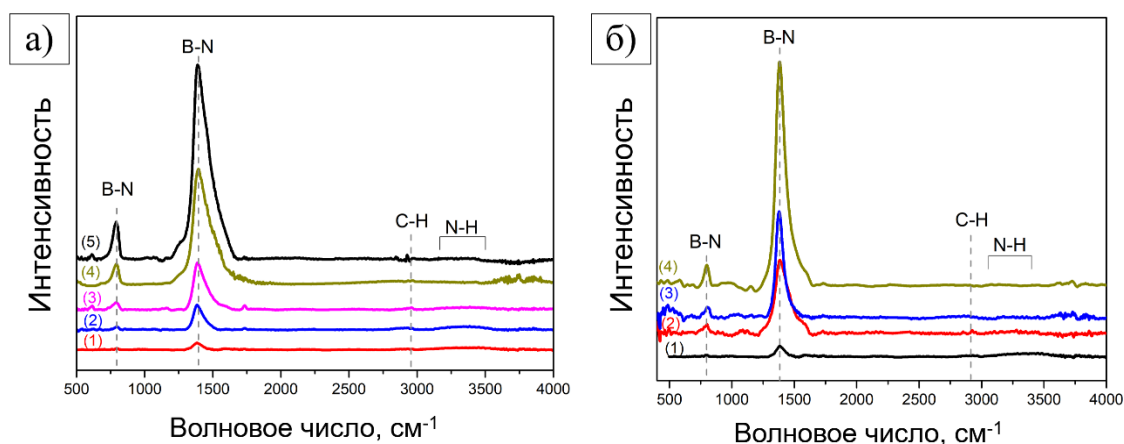 а)
Интенсивность
B-N
B-N
C-H
N-H
(5)
(4)
(3)
(2)
(1)
500 1000 1500 2000 2500 3000 3500 4000
Волновое число, см⁻¹
б)
Интенсивность
B-N
B-N
C-H
N-H
(4)
(3)
(2)
(1)
500 1000 1500 2000 2500 3000 3500 4000
Волновое число, см⁻¹